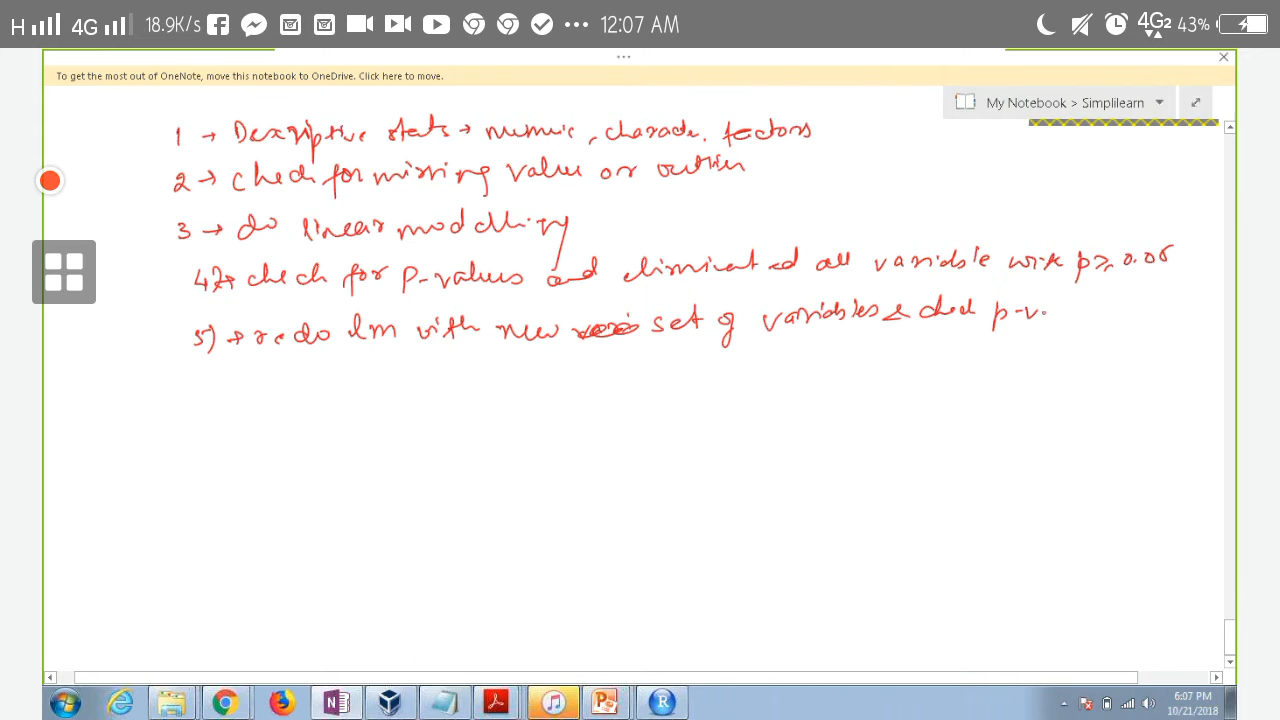 H 4G 18.9K/s 12:07 AM 4G2 43%
To get the most out of OneNote, move this notebook to OneDrive. Click here to move.
My Notebook > Simplilearn
1 → Descriptive stats → numeric, characte. factors
2 → check for missing value or outlier
3 → do linear modelling
4) → check for P-values and eliminated all variable with p ≥ 0.05
5) → redo lm with new set of variables & check p-v.
6:07 PM
10/21/2018